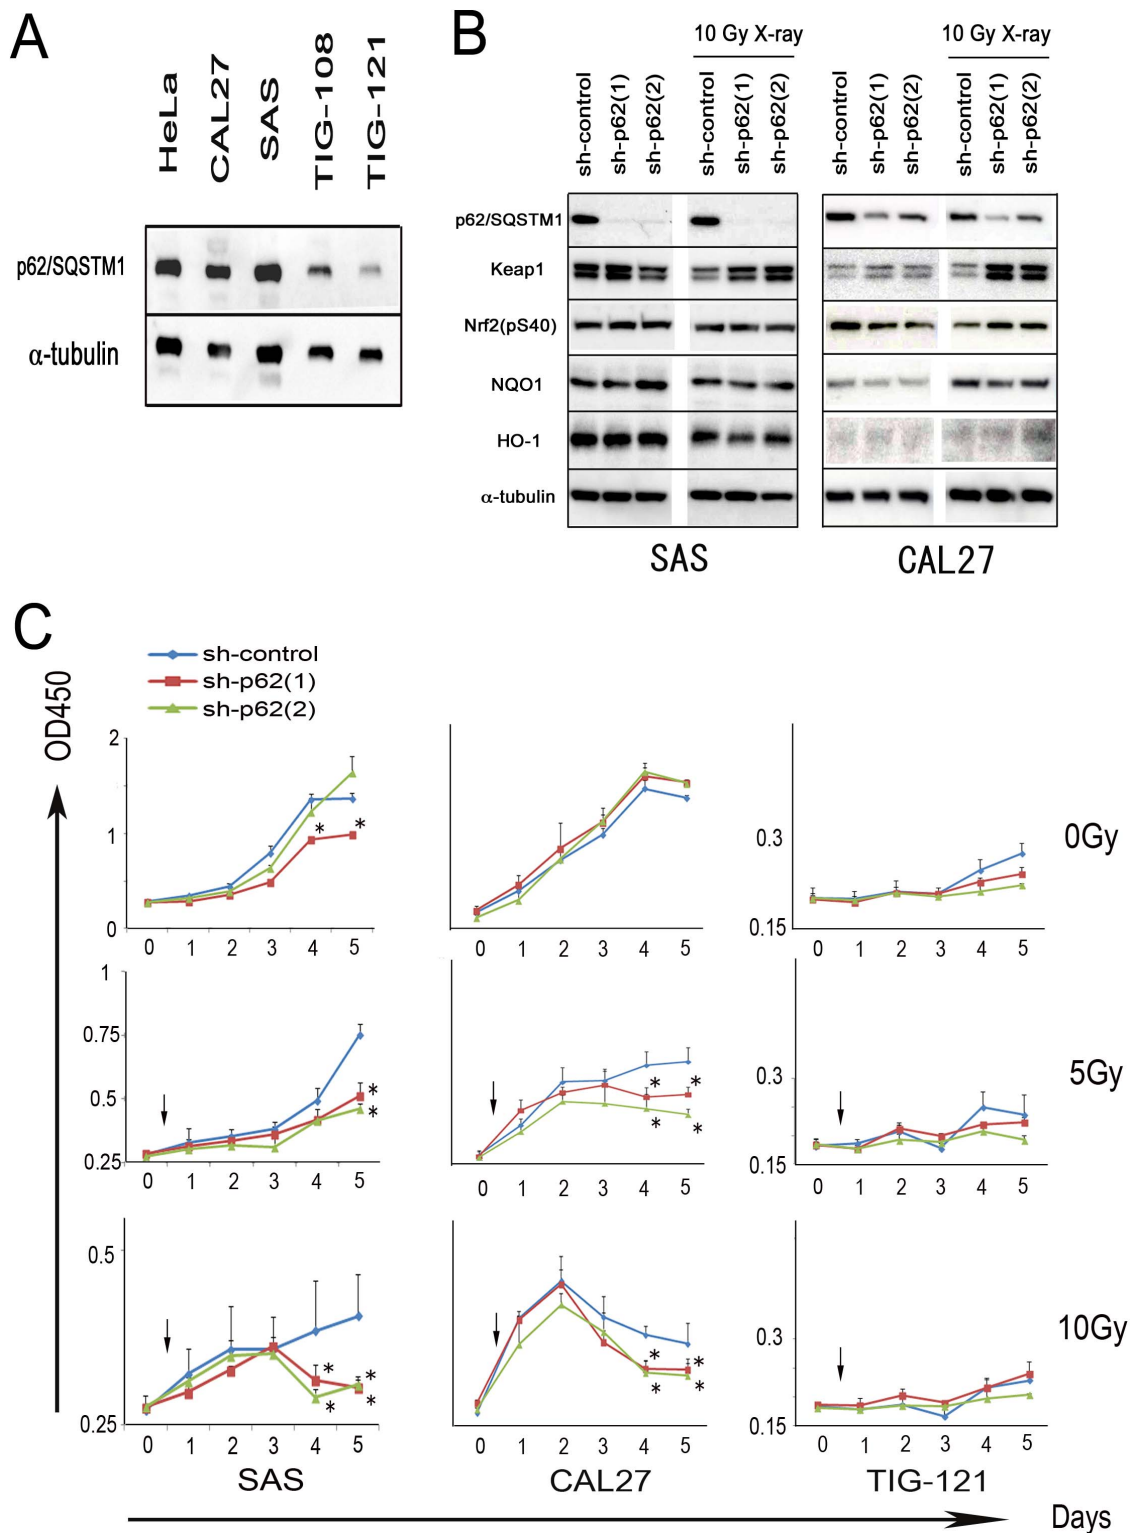 A
HeLa
CAL27
SAS
TIG-108
TIG-121
p62/SQSTM1
α-tubulin
B
10 Gy X-ray
10 Gy X-ray
sh-control
sh-p62(1)
sh-p62(2)
sh-control
sh-p62(1)
sh-p62(2)
sh-control
sh-p62(1)
sh-p62(2)
sh-control
sh-p62(1)
sh-p62(2)
p62/SQSTM1
Keap1
Nrf2(pS40)
NQO1
HO-1
α-tubulin
SAS
CAL27
C
sh-control
sh-p62(1)
sh-p62(2)
OD450
2
1
0
* *
0 1 2 3 4 5
0 1 2 3 4 5
0.3
0.15
0 1 2 3 4 5
0Gy
1
0.75
0.5
0.25
*
*
0 1 2 3 4 5
* *
* *
0 1 2 3 4 5
0.3
0.15
0 1 2 3 4 5
5Gy
0.5
0.25
* *
* *
0 1 2 3 4 5
* *
* *
0 1 2 3 4 5
0.3
0.15
0 1 2 3 4 5
10Gy
SAS
CAL27
TIG-121
Days